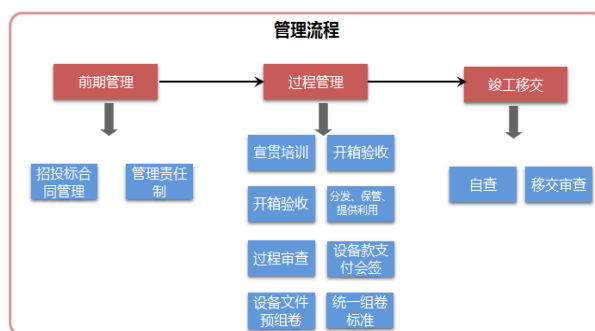 管理流程
前期管理
过程管理
竣工移交
招投标合
同管理
管理责任
制
宣贯培训
开箱验收
开箱验收
分发、保管、
提供利用
过程审查
设备款支
付会签
设备文件
预组卷
统一组卷
标准
自查
移交审查